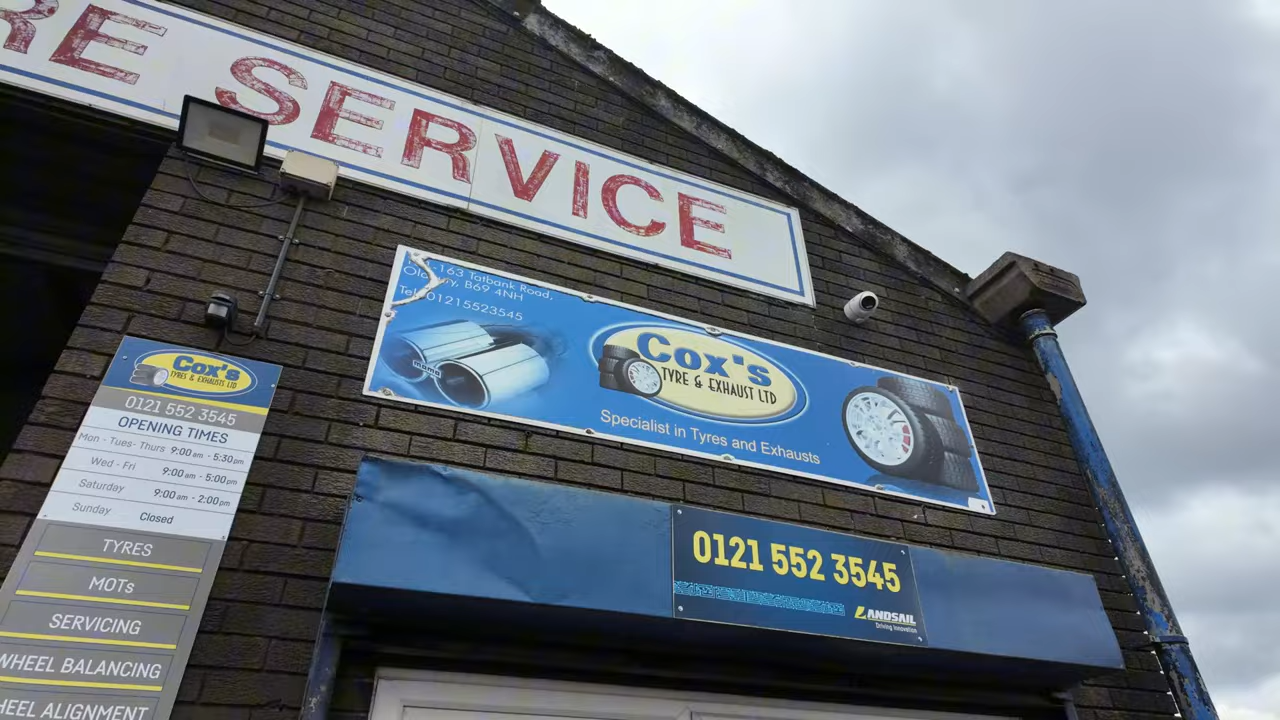 RE SERVICE
-163 Tatbank Road,
B69 4NH
Tel: 01215523545
Cox's
TYRE & EXHAUST LTD
Specialist in Tyres and Exhausts
Cox's
TYRES & EXHAUSTS LTD
0121 552 3545
OPENING TIMES
Mon - Tues- Thurs 9:00am - 5:30pm
Wed - Fri 9:00am - 5:00pm
Saturday 9:00am - 2:00pm
Sunday Closed
TYRES
MOTs
SERVICING
WHEEL BALANCING
HEEL ALIGNMENT
0121 552 3545
LANDSAIL
Driving Innovation